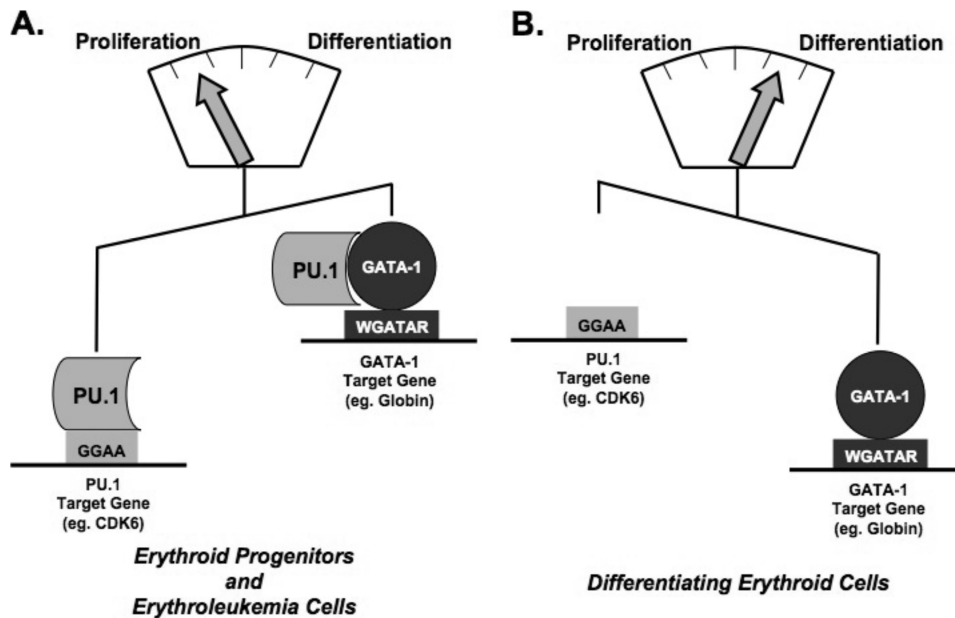 A.
Proliferation
Differentiation
PU.1
GATA-1
WGATAR
GATA-1
Target Gene
(eg. Globin)
PU.1
GGAA
PU.1
Target Gene
(eg. CDK6)
Erythroid Progenitors
and
Erythroleukemia Cells
B.
Proliferation
Differentiation
GGAA
PU.1
Target Gene
(eg. CDK6)
GATA-1
WGATAR
GATA-1
Target Gene
(eg. Globin)
Differentiating Erythroid Cells